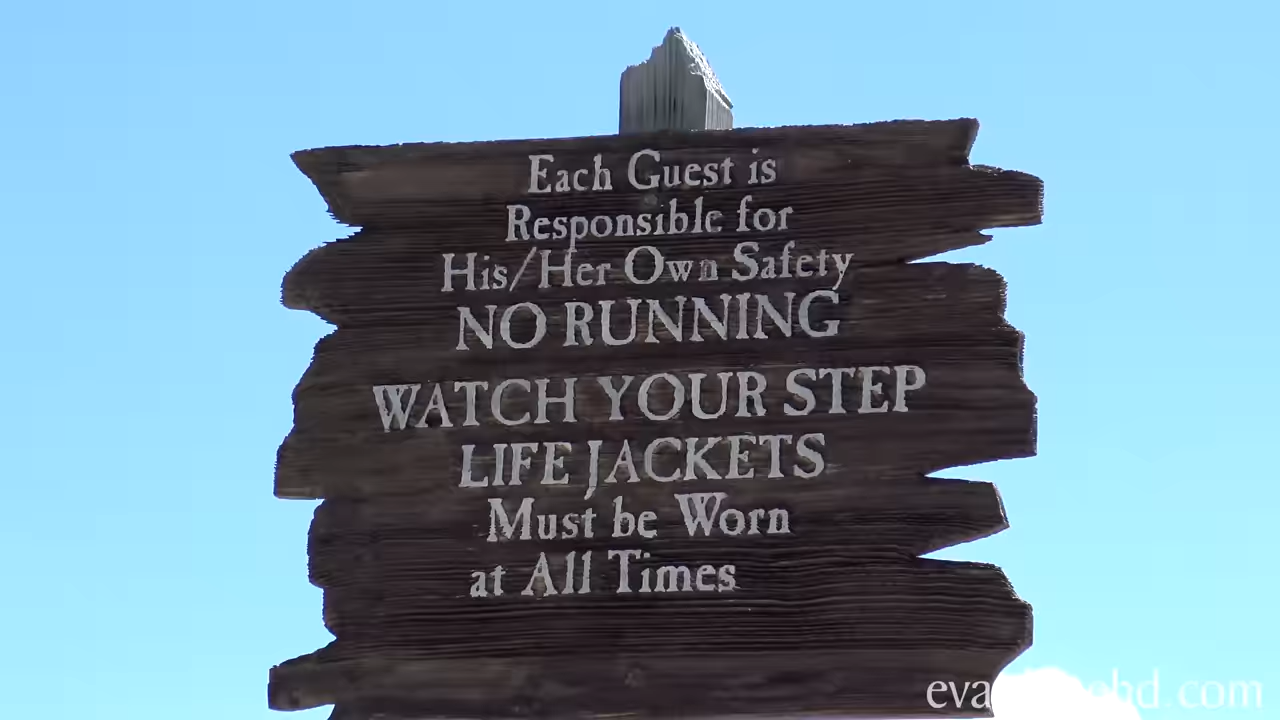 Each Guest is
Responsible for
His/Her Own Safety
NO RUNNING
WATCH YOUR STEP
LIFE JACKETS
Must be Worn
at All Times